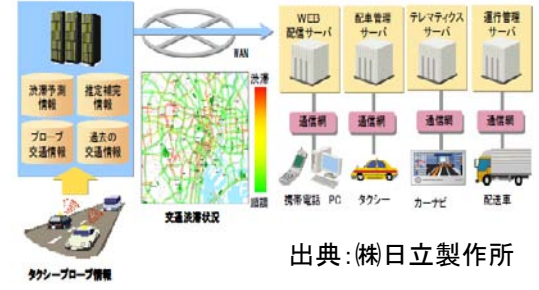 WEB
配信サーバ
配車管理
サーバ
テレマティクス
サーバ
運行管理
サーバ
WAN
渋滞予測
情報
推定補完
情報
プローブ
交通情報
過去の
交通情報
渋滞
順調
通信網
通信網
通信網
通信網
携帯電話 PC
タクシー
カーナビ
配送車
交通渋滞状況
タクシープローブ情報
出典:㈱日立製作所